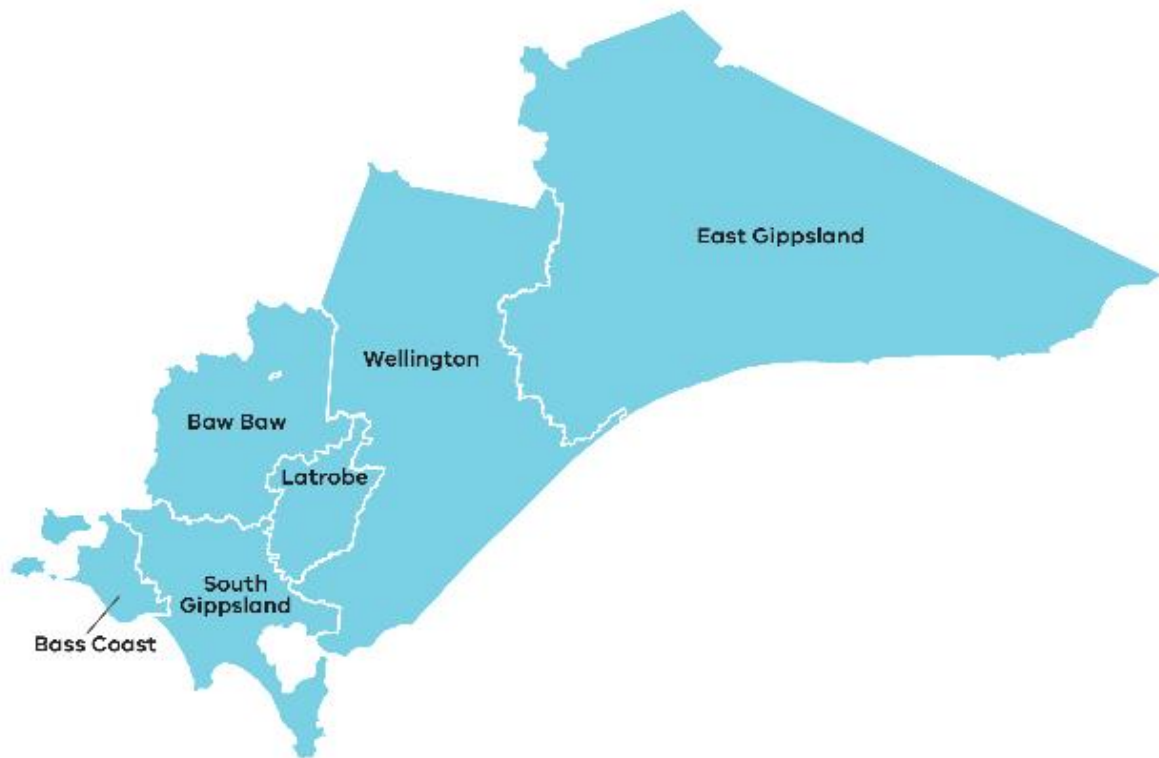 East Gippsland
Wellington
Baw Baw
Latrobe
South
Gippsland
Bass Coast